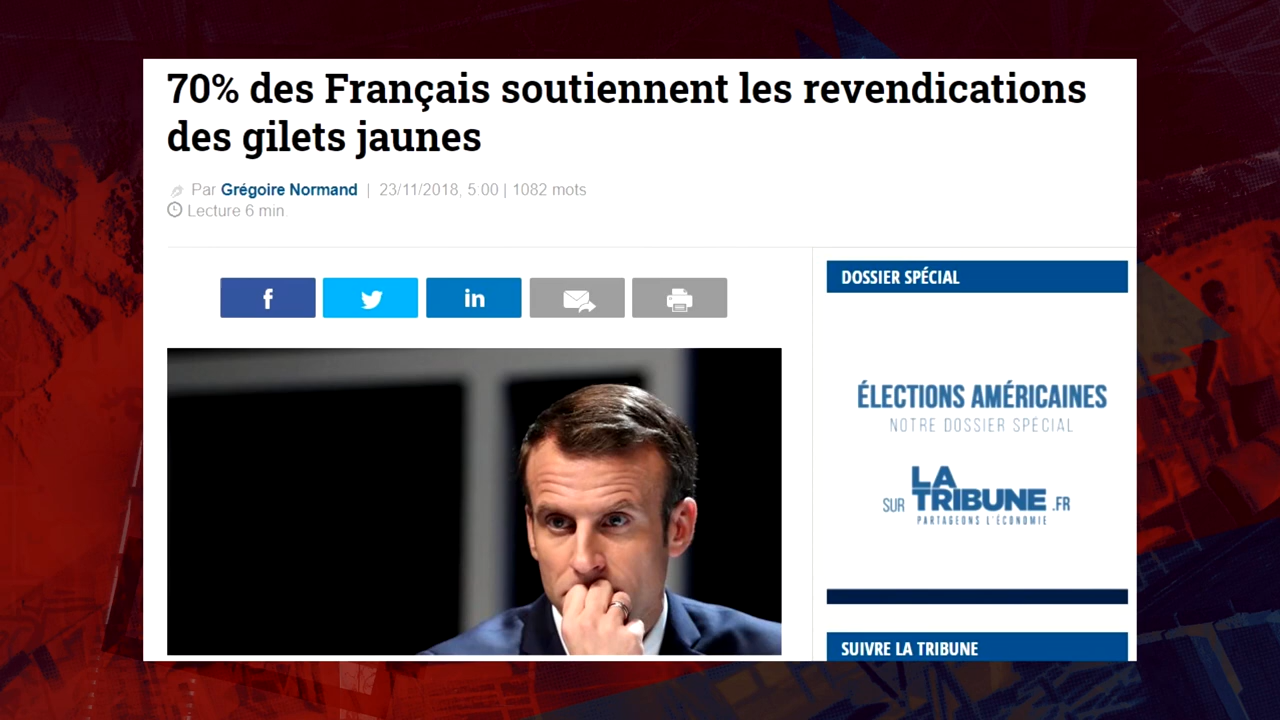 70% des Français soutiennent les revendications
des gilets jaunes
Par Grégoire Normand | 23/11/2018, 5:00 | 1082 mots
Lecture 6 min.
f
in
DOSSIER SPÉCIAL
ÉLECTIONS AMÉRICAINES
NOTRE DOSSIER SPÉCIAL
SUR LA TRIBUNE .FR
PARTAGEONS L'ÉCONOMIE
SUIVRE LA TRIBUNE